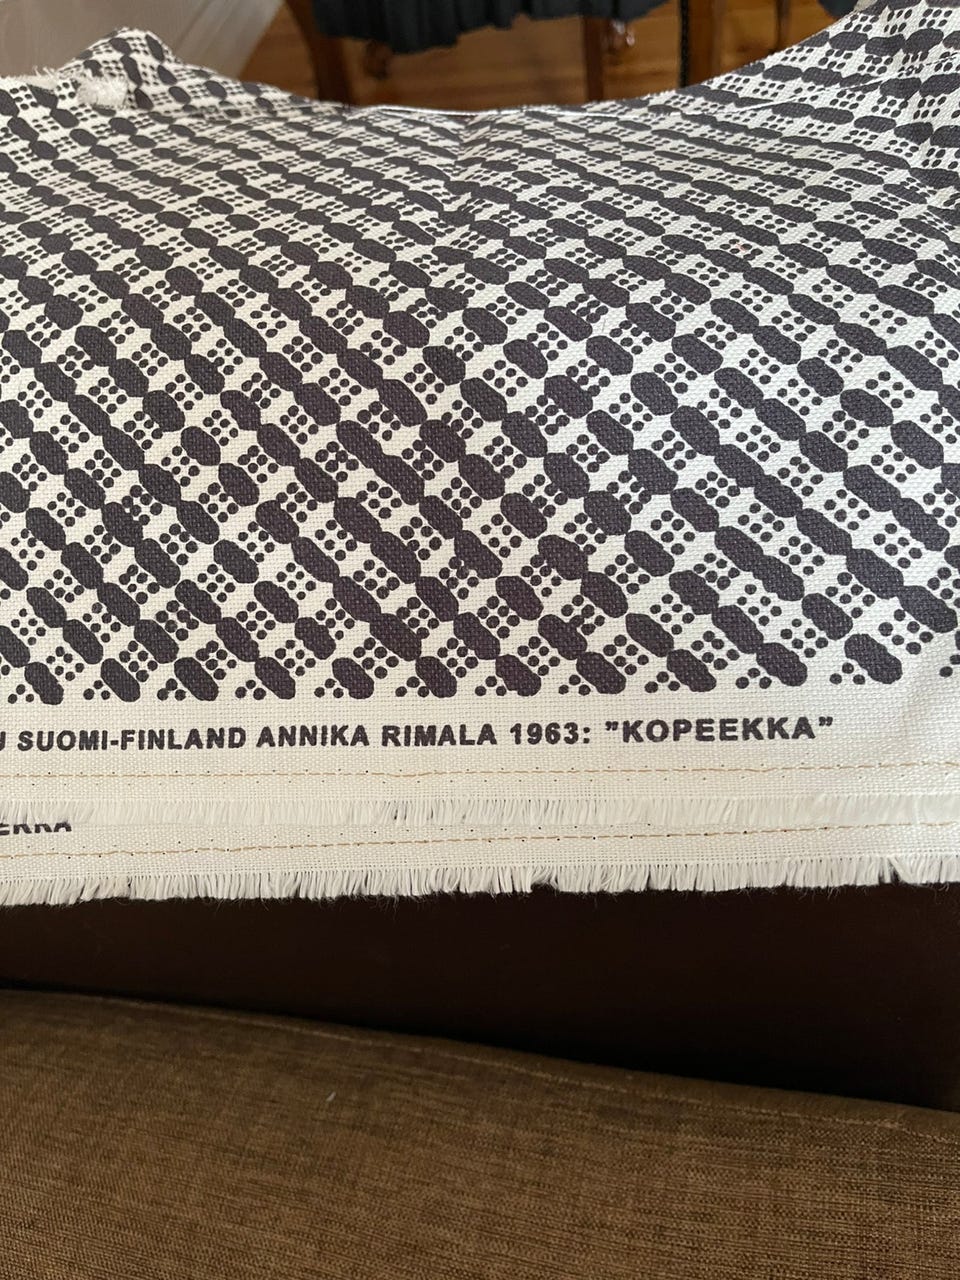 SUOMI-FINLAND ANNIKA RIMALA 1963: ”KOPEEKKA”